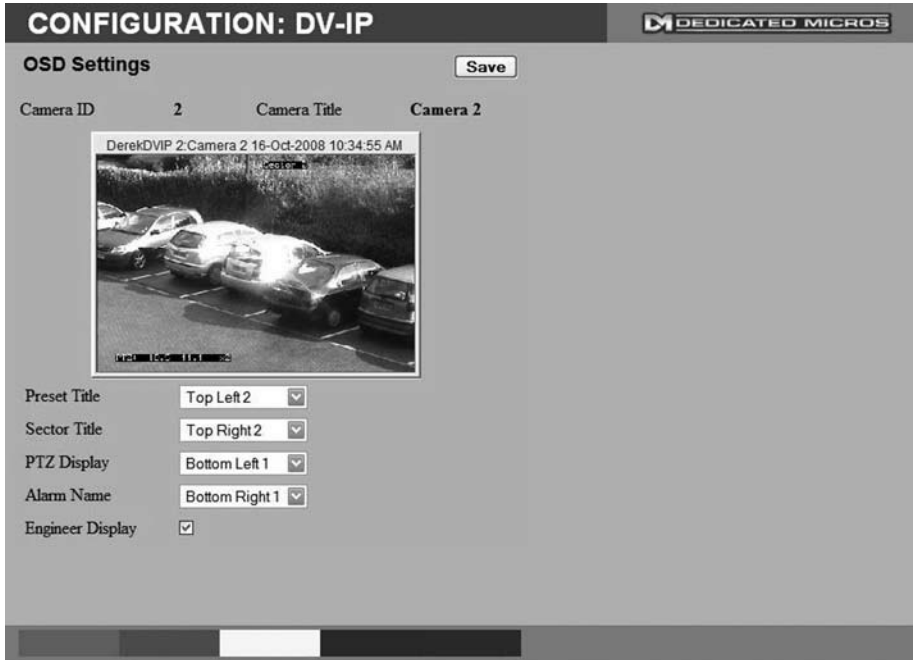 CONFIGURATION: DV-IP
DEDICATED MICROS
OSD Settings
Save
Camera ID 2 Camera Title Camera 2
DerekDVIP 2:Camera 2 16-Oct-2008 10:34:55 AM
Preset Title Top Left 2
Sector Title Top Right 2
PTZ Display Bottom Left 1
Alarm Name Bottom Right 1
Engineer Display